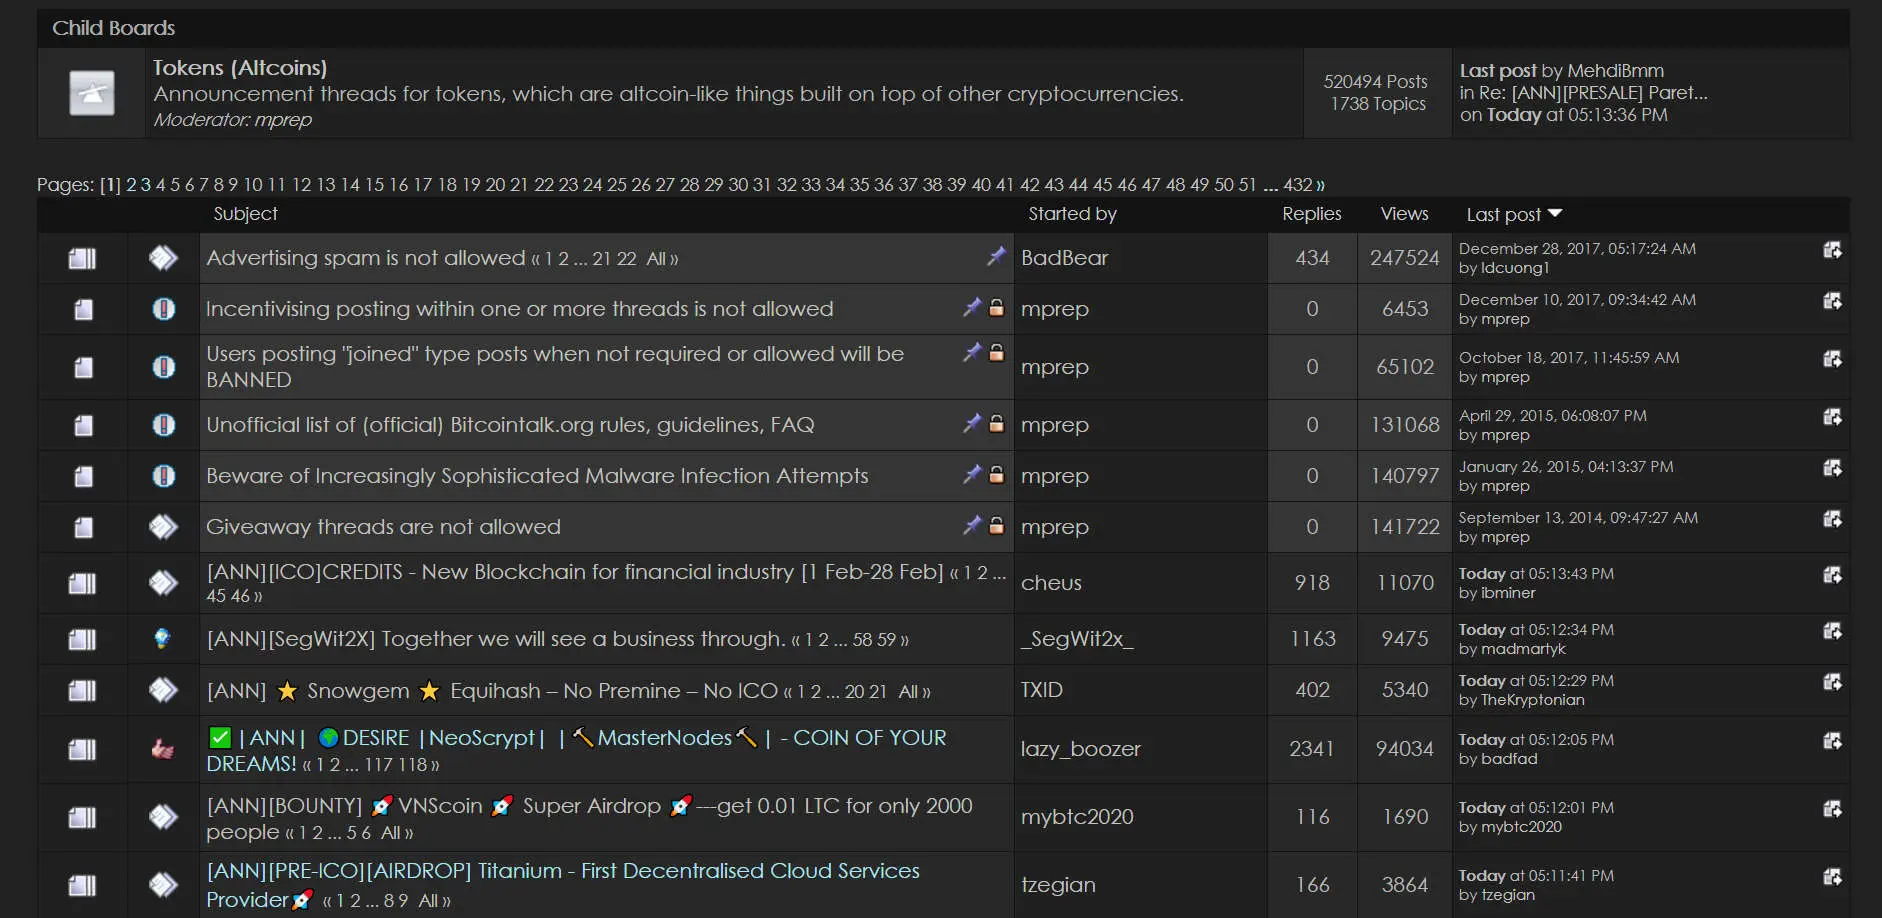 Child Boards
Tokens (Altcoins)
Announcement threads for tokens, which are altcoin-like things built on top of other cryptocurrencies.
Moderator: mprep
520494 Posts
1738 Topics
Last post by MehdiBmm
in Re: [ANN][PRESALE] Paret...
on Today at 05:13:36 PM
Pages: [1] 2 3 4 5 6 7 8 9 10 11 12 13 14 15 16 17 18 19 20 21 22 23 24 25 26 27 28 29 30 31 32 33 34 35 36 37 38 39 40 41 42 43 44 45 46 47 48 49 50 51 ... 432 »
Subject Started by Replies Views Last post
Advertising spam is not allowed « 1 2 ... 21 22 All » BadBear 434 247524
December 28, 2017, 05:17:24 AM
by ldcuong1
Incentivising posting within one or more threads is not allowed mprep 0 6453
December 10, 2017, 09:34:42 AM
by mprep
Users posting "joined" type posts when not required or allowed will be
BANNED
mprep 0 65102
October 18, 2017, 11:45:59 AM
by mprep
Unofficial list of (official) Bitcointalk.org rules, guidelines, FAQ mprep 0 131068
April 29, 2015, 06:08:07 PM
by mprep
Beware of Increasingly Sophisticated Malware Infection Attempts mprep 0 140797
January 26, 2015, 04:13:37 PM
by mprep
Giveaway threads are not allowed mprep 0 141722
September 13, 2014, 09:47:27 AM
by mprep
[ANN][ICO]CREDITS - New Blockchain for financial industry [1 Feb-28 Feb] « 1 2 ...
45 46 »
cheus 918 11070
Today at 05:13:43 PM
by ibminer
[ANN][SegWit2X] Together we will see a business through. « 1 2 ... 58 59 » _SegWit2x_ 1163 9475
Today at 05:12:34 PM
by madmartyk
[ANN] ⭐ Snowgem ⭐ Equihash – No Premine – No ICO « 1 2 ... 20 21 All » TXID 402 5340
Today at 05:12:29 PM
by TheKryptonian
✅ |ANN| 🌍DESIRE |NeoScrypt| |🔨MasterNodes🔨| - COIN OF YOUR
DREAMS! « 1 2 ... 117 118 »
lazy_boozer 2341 94034
Today at 05:12:05 PM
by badfad
[ANN][BOUNTY] 🚀VNScoin 🚀 Super Airdrop 🚀---get 0.01 LTC for only 2000
people « 1 2 ... 5 6 All »
mybtc2020 116 1690
Today at 05:12:01 PM
by mybtc2020
[ANN][PRE-ICO][AIRDROP] Titanium - First Decentralised Cloud Services
Provider🚀 « 1 2 ... 8 9 All »
tzegian 166 3864
Today at 05:11:41 PM
by tzegian